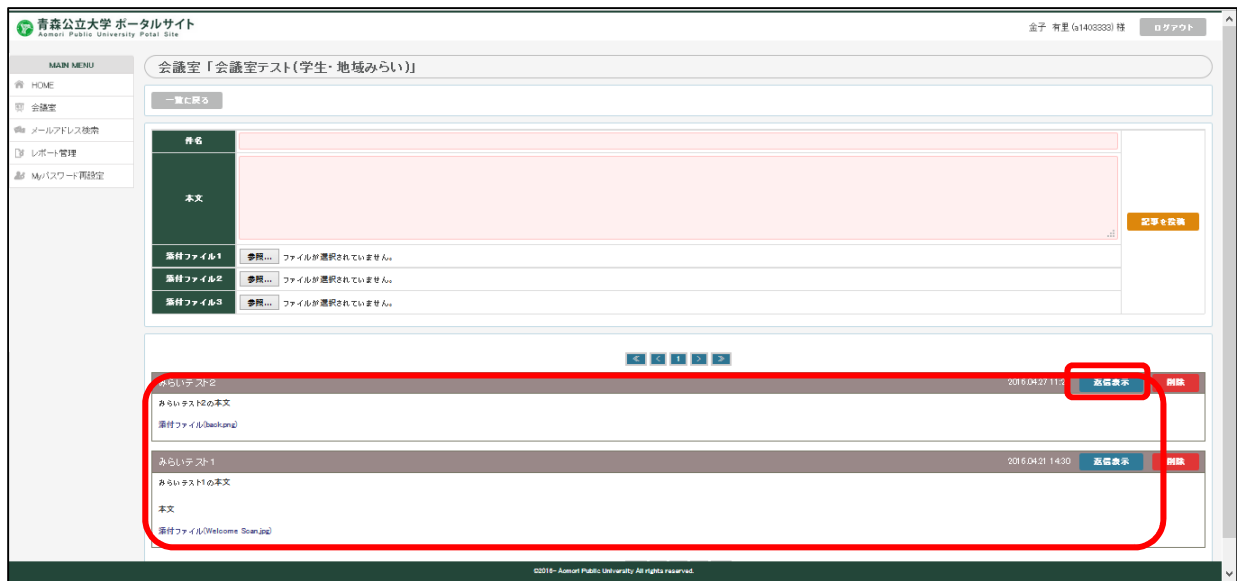 青森公立大学 ポータルサイト
Aomori Public University Potal Site
金子 有里(a1403333)様
ログアウト
MAIN MENU
HOME
会議室
メールアドレス検索
レポート管理
Myパスワード再設定
会議室「会議室テスト(学生・地域みらい)」
一覧に戻る
件名
本文
記事を投稿
添付ファイル1 参照... ファイルが選択されていません。
添付ファイル2 参照... ファイルが選択されていません。
添付ファイル3 参照... ファイルが選択されていません。
≪ < 1 > ≫
みらいテスト2 2016.04.27 11:2 返信表示 削除
みらいテスト2の本文
添付ファイル(back.png)
みらいテスト1 2016.04.21 14:30 返信表示 削除
みらいテスト1の本文
本文
添付ファイル(Welcome Scan.jpg)
©2016- Aomori Public University All rights reserved.